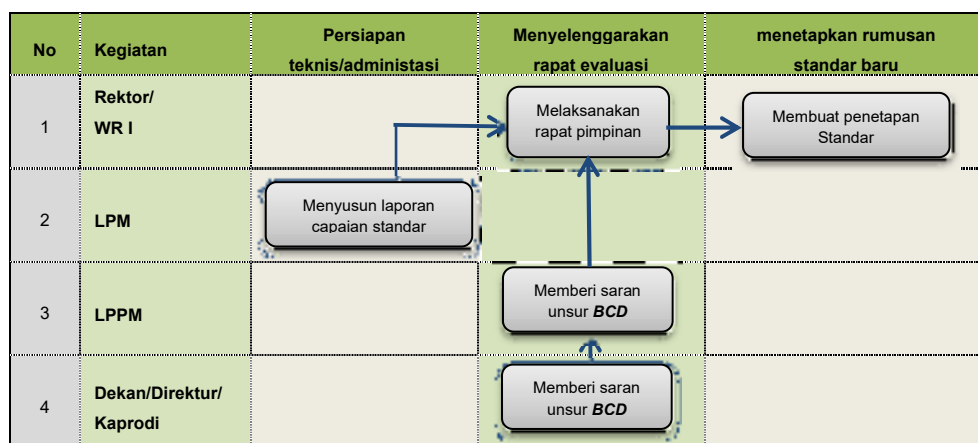 No
Kegiatan
Persiapan
teknis/administasi
Menyelenggarakan
rapat evaluasi
menetapkan rumusan
standar baru
1
Rektor/
WR I
Melaksanakan
rapat pimpinan
Membuat penetapan
Standar
2
LPM
Menyusun laporan
capaian standar
3
LPPM
Memberi saran
unsur BCD
4
Dekan/Direktur/
Kaprodi
Memberi saran
unsur BCD